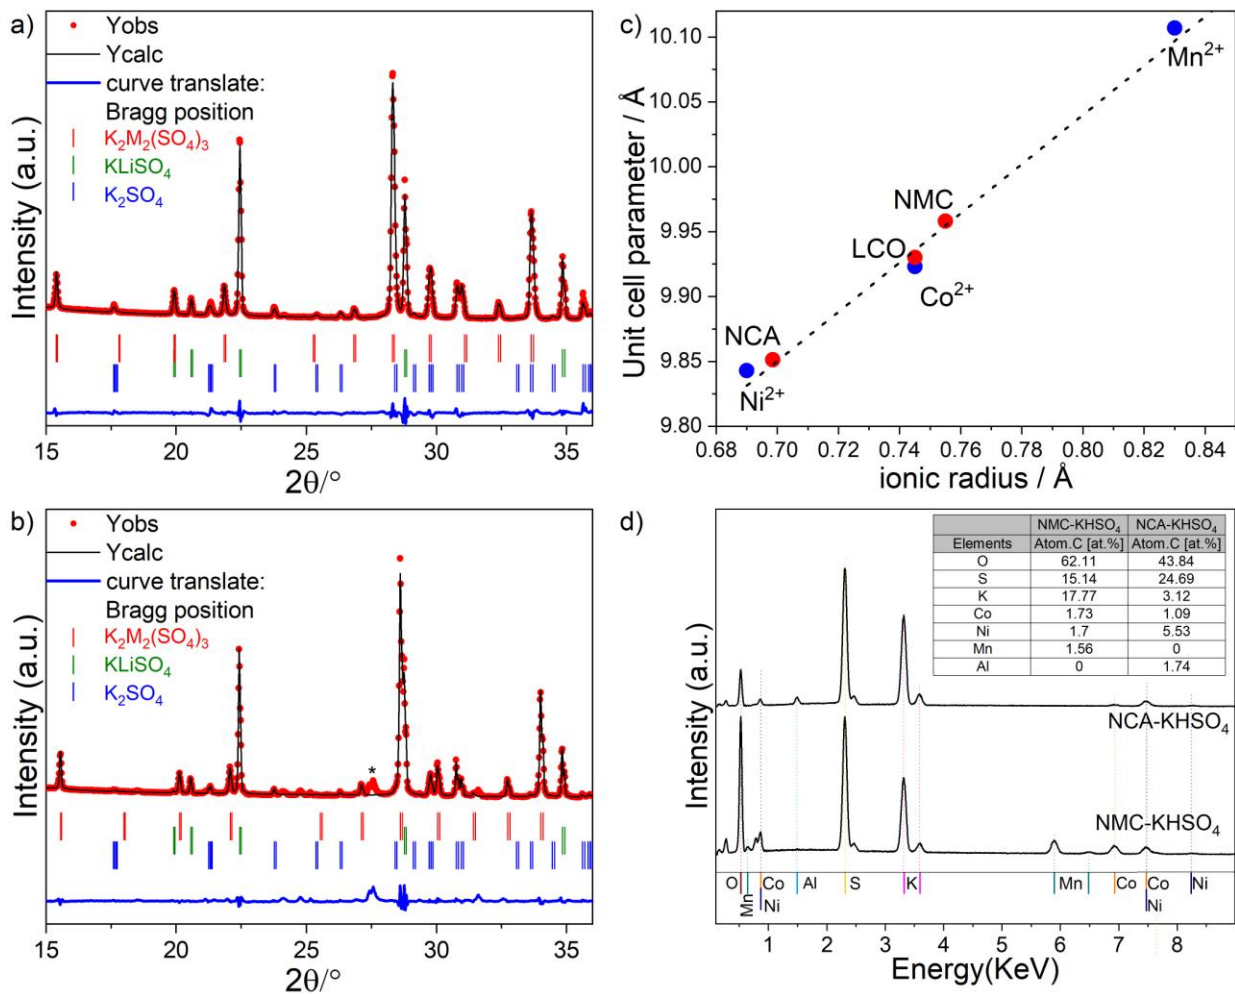 a)
Yobs
Ycalc
curve translate:
Bragg position
K₂M₂(SO₄)₃
KLiSO₄
K₂SO₄
Intensity (a.u.)
15 20 25 30 35
2θ/°
b)
Yobs
Ycalc
curve translate:
Bragg position
K₂M₂(SO₄)₃
KLiSO₄
K₂SO₄
*
Intensity (a.u.)
15 20 25 30 35
2θ/°
c)
Unit cell parameter / Å
10.10
10.05
10.00
9.95
9.90
9.85
9.80
Mn²⁺
NMC
LCO
Co²⁺
NCA
Ni²⁺
0.68 0.70 0.72 0.74 0.76 0.78 0.80 0.82 0.84
ionic radius / Å
d)
NMC-KHSO₄ NCA-KHSO₄
Elements Atom.C [at.%] Atom.C [at.%]
O 62.11 43.84
S 15.14 24.69
K 17.77 3.12
Co 1.73 1.09
Ni 1.7 5.53
Mn 1.56 0
Al 0 1.74
Intensity (a.u.)
NCA-KHSO₄
NMC-KHSO₄
O Mn Co Al S K Mn Co Co Ni
Ni Ni
1 2 3 4 5 6 7 8
Energy(KeV)